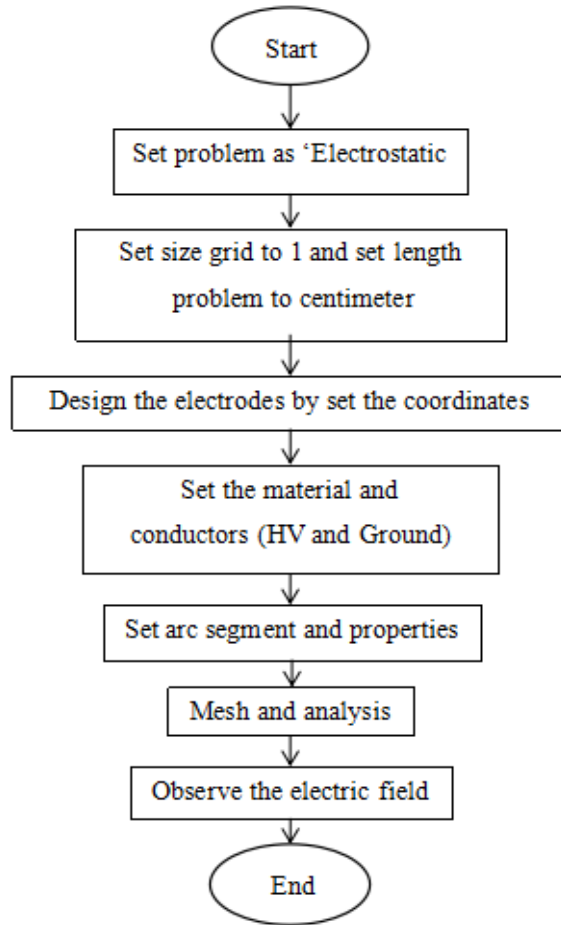 Start
Set problem as ‘Electrostatic
Set size grid to 1 and set length
problem to centimeter
Design the electrodes by set the coordinates
Set the material and
conductors (HV and Ground)
Set arc segment and properties
Mesh and analysis
Observe the electric field
End